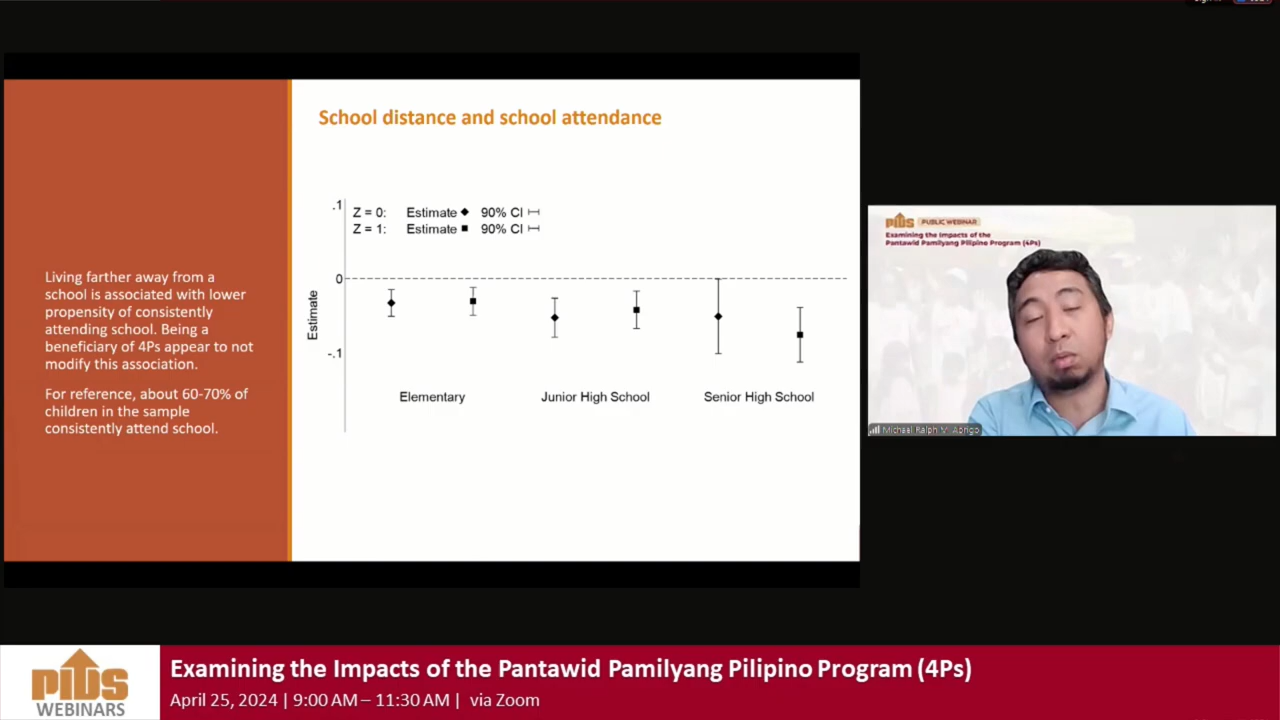 School distance and school attendance
Living farther away from a
school is associated with lower
propensity of consistently
attending school. Being a
beneficiary of 4Ps appear to not
modify this association.
For reference, about 60-70% of
children in the sample
consistently attend school.
.1
Z = 0: Estimate 90% CI
Z = 1: Estimate 90% CI
0
Estimate
-.1
Elementary Junior High School Senior High School
PIDS PUBLIC WEBINAR
Examining the Impacts of the
Pantawid Pamilyang Pilipino Program (4Ps)
Michael Ralph M. Abrigo
PIDS
WEBINARS
Examining the Impacts of the Pantawid Pamilyang Pilipino Program (4Ps)
April 25, 2024 | 9:00 AM – 11:30 AM | via Zoom